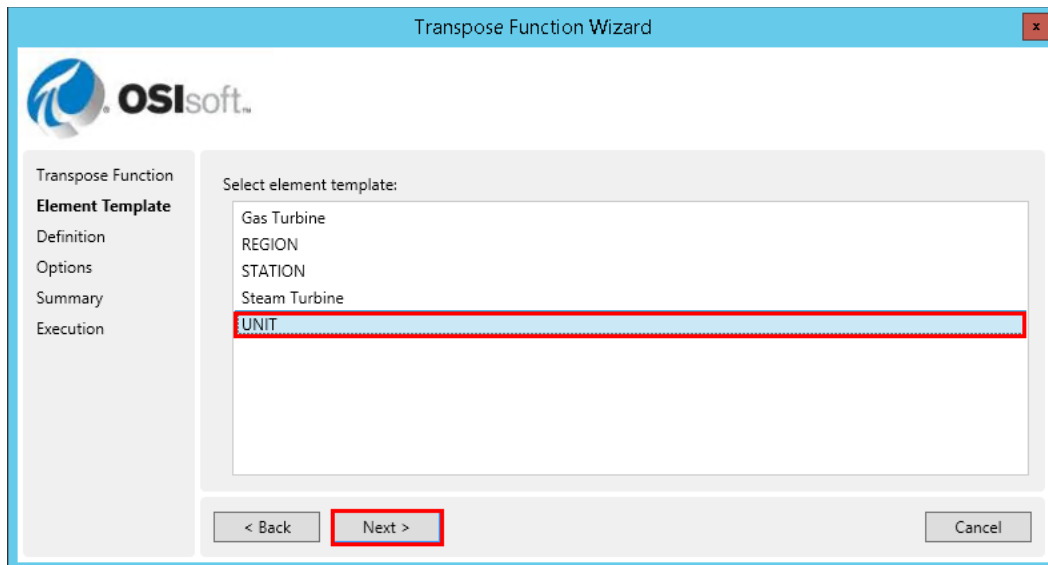 Transpose Function Wizard
x
OSIsoft™
Transpose Function
Element Template
Definition
Options
Summary
Execution
Select element template:
Gas Turbine
REGION
STATION
Steam Turbine
UNIT
< Back
Next >
Cancel